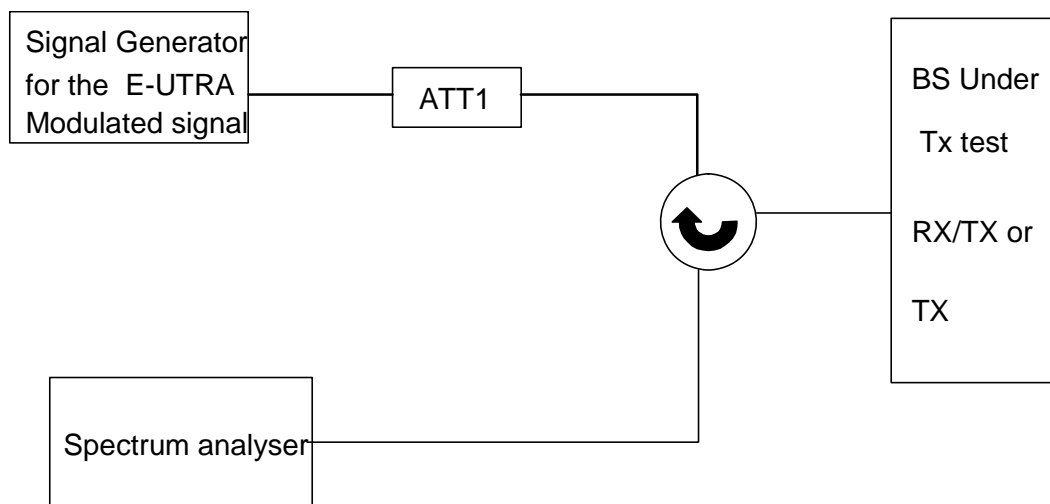 Signal Generator
for the E-UTRA
Modulated signal
ATT1
BS Under
Tx test
RX/TX or
TX
Spectrum analyser